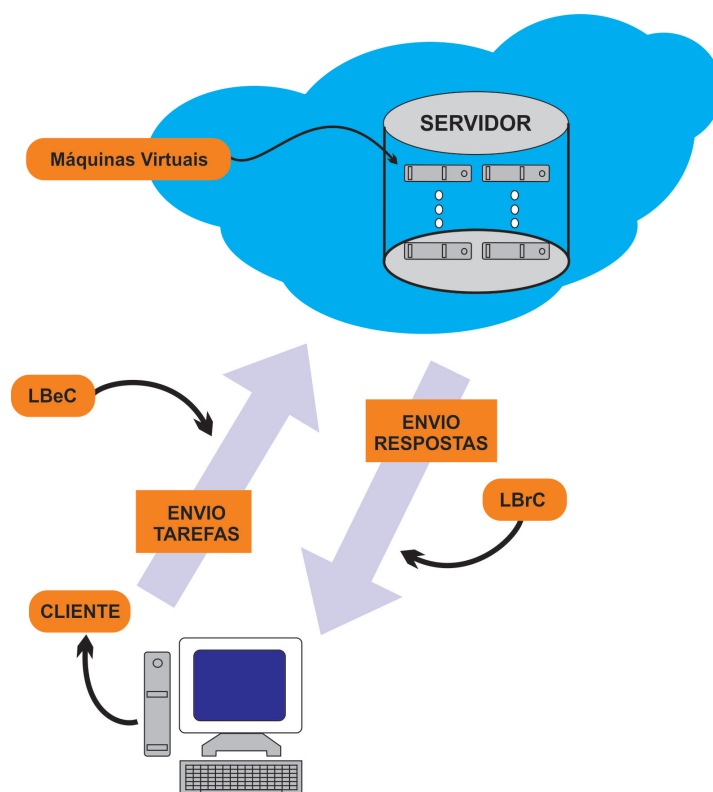 SERVIDOR
Máquinas Virtuais
LBeC
ENVIO
RESPOSTAS
LBrC
ENVIO
TAREFAS
CLIENTE